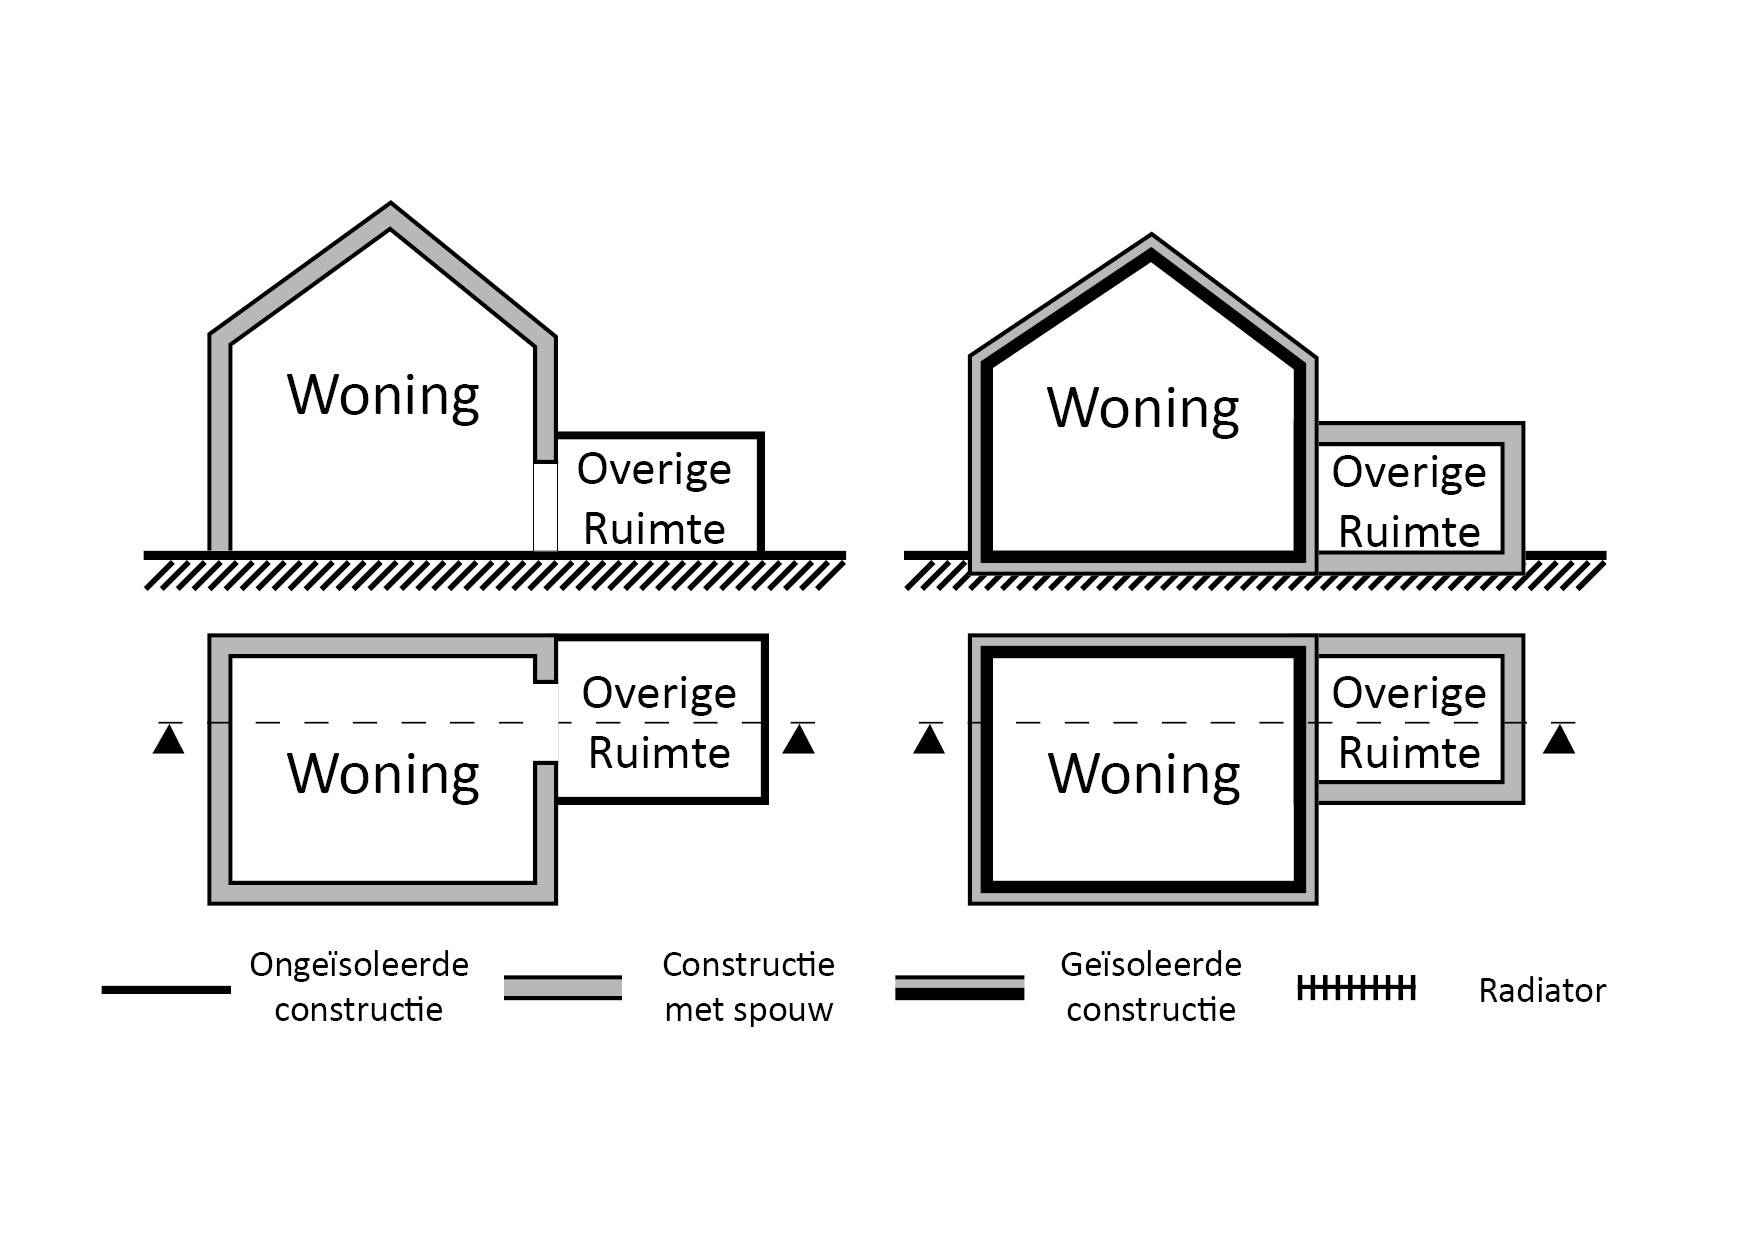 Woning
Overige
Ruimte
Woning
Overige
Ruimte
Overige
Ruimte
Woning
Overige
Ruimte
Woning
Ongeïsoleerde
constructie
Constructie
met spouw
Geïsoleerde
constructie
Radiator